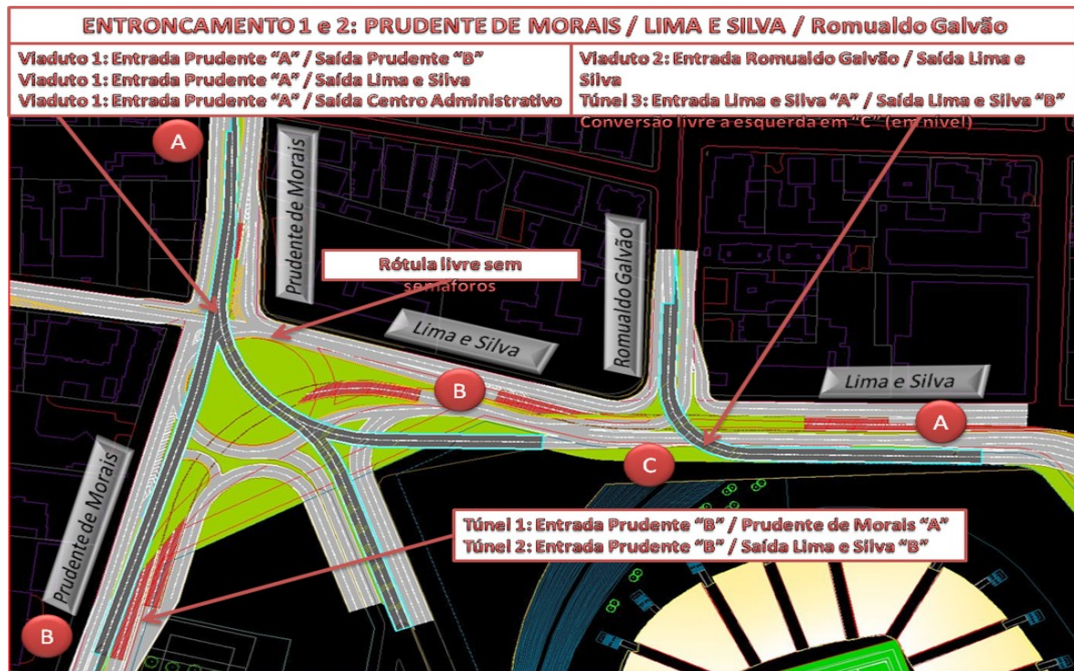 ENTRONCAMENTO 1 e 2: PRUDENTE DE MORAIS / LIMA E SILVA / Romualdo Galvão
Viaduto 1: Entrada Prudente “A” / Saída Prudente “B”
Viaduto 1: Entrada Prudente “A” / Saída Lima e Silva
Viaduto 1: Entrada Prudente “A” / Saída Centro Administrativo
Viaduto 2: Entrada Romualdo Galvão / Saída Lima e
Silva
Túnel 3: Entrada Lima e Silva “A” / Saída Lima e Silva “B”
Conversão livre a esquerda em “C” (em nível)
A
Prudente de Morais
Rótula livre sem
semáforos
Romualdo Galvão
Lima e Silva
B
Lima e Silva
A
C
Prudente de Morais
Túnel 1: Entrada Prudente “B” / Prudente de Morais “A”
Túnel 2: Entrada Prudente “B” / Saída Lima e Silva “B”
B